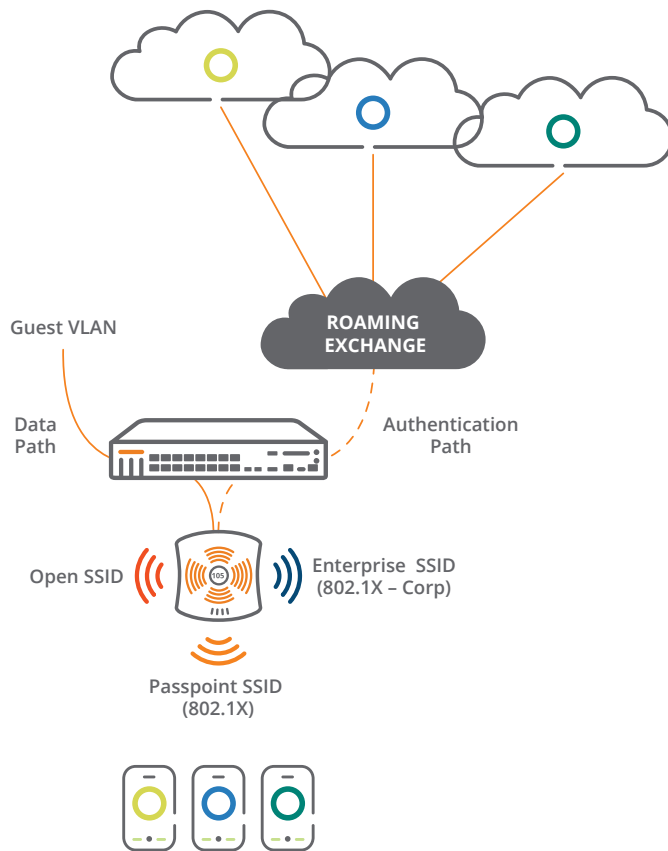 ROAMING
EXCHANGE
Guest VLAN
Data
Path
Authentication
Path
105
Open SSID
Enterprise SSID
(802.1X – Corp)
Passpoint SSID
(802.1X)